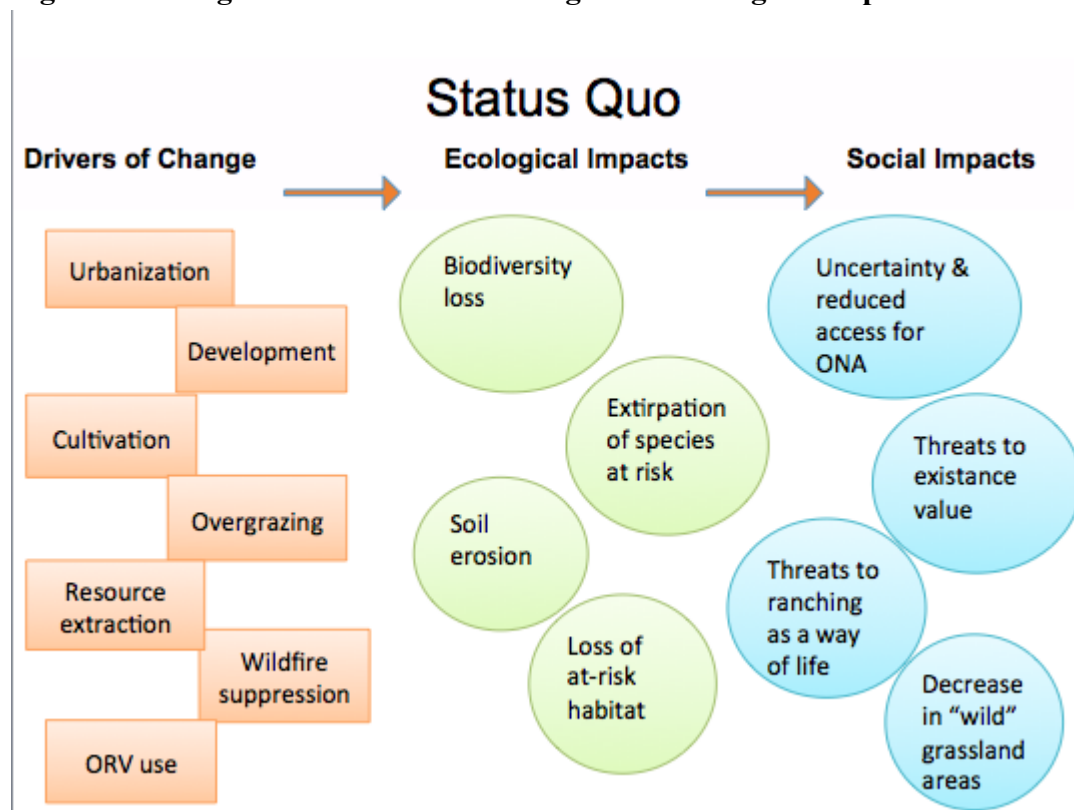 Status Quo
Drivers of Change
Ecological Impacts
Social Impacts
Urbanization
Development
Cultivation
Overgrazing
Resource
extraction
Wildfire
suppression
ORV use
Biodiversity
loss
Extirpation
of species
at risk
Soil
erosion
Loss of
at-risk
habitat
Uncertainty &
reduced
access for
ONA
Threats to
existance
value
Threats to
ranching
as a way
of life
Decrease
in “wild”
grassland
areas